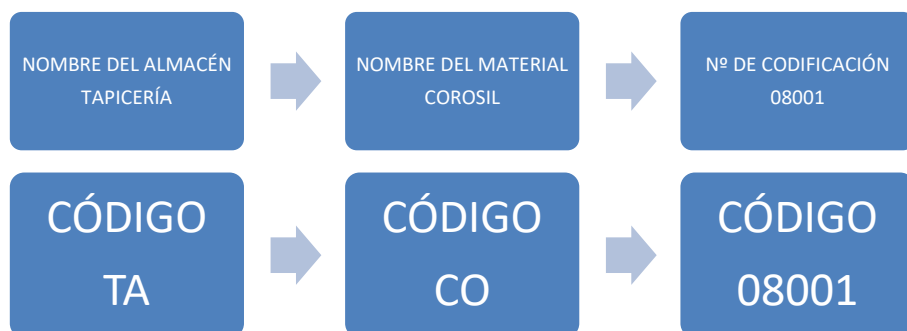 NOMBRE DEL ALMACÉN
TAPICERÍA
NOMBRE DEL MATERIAL
COROSIL
Nº DE CODIFICACIÓN
08001
CÓDIGO
TA
CÓDIGO
CO
CÓDIGO
08001